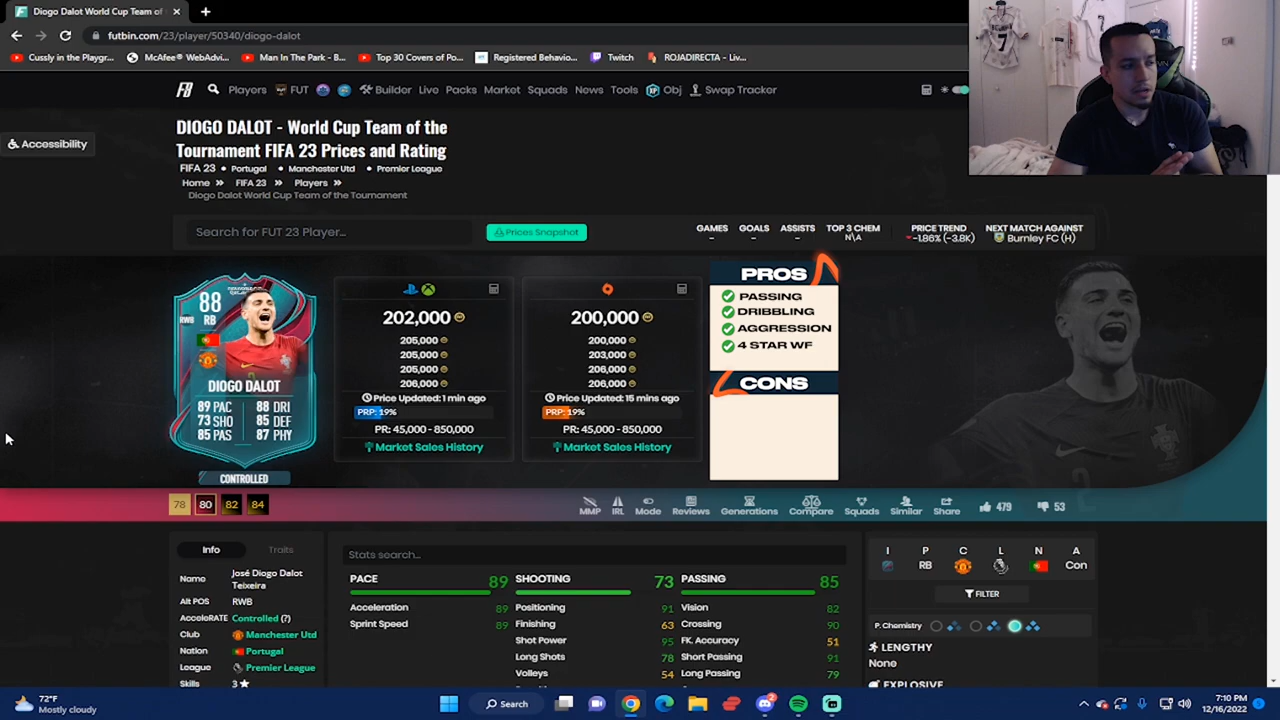 Diogo Dalot World Cup Team of
futbin.com/23/player/50340/diogo-dalot
Cussly in the Playgr...
McAfee® WebAdvi...
Man In The Park - B...
Top 30 Covers of Po...
Registered Behavio...
Twitch
ROJADIRECTA - Liv...
Players
FUT
Builder
Live
Packs
Market
Squads
News
Tools
Obj
Swap Tracker
Accessibility
DIOGO DALOT - World Cup Team of the
Tournament FIFA 23 Prices and Rating
FIFA 23 • Portugal • Manchester Utd • Premier League
Home » FIFA 23 » Players »
Diogo Dalot World Cup Team of the Tournament
Search for FUT 23 Player...
Prices Snapshot
GAMES
–
GOALS
–
ASSISTS
–
TOP 3 CHEM
N\A
PRICE TREND
-1.86% (-3.8K)
NEXT MATCH AGAINST
Burnley FC (H)
88
RB
RWB
DIOGO DALOT
89 PAC 88 DRI
73 SHO 85 DEF
85 PAS 87 PHY
CONTROLLED
202,000
205,000
205,000
205,000
206,000
Price Updated: 1 min ago
PRP: 19%
PR: 45,000 - 850,000
Market Sales History
200,000
200,000
203,000
206,000
206,000
Price Updated: 15 mins ago
PRP: 19%
PR: 45,000 - 850,000
Market Sales History
PROS
PASSING
DRIBBLING
AGGRESSION
4 STAR WF
CONS
78 80 82 84
MMP
IRL
Mode
Reviews
Generations
Compare
Squads
Similar
Share
479
53
Info
Traits
Name José Diogo Dalot Teixeira
Alt POS RWB
AcceleRATE Controlled (?)
Club Manchester Utd
Nation Portugal
League Premier League
Skills 3★
Stats search...
PACE 89
Acceleration 89
Sprint Speed 89
SHOOTING 73
Positioning 91
Finishing 63
Shot Power 95
Long Shots 78
Volleys 54
PASSING 85
Vision 82
Crossing 90
FK. Accuracy 51
Short Passing 91
Long Passing 79
I P C L N A
RB Con
FILTER
P. Chemistry
LENGTHY
None
EXPLOSIVE
72°F
Mostly cloudy
Search
2
7:10 PM
12/16/2022